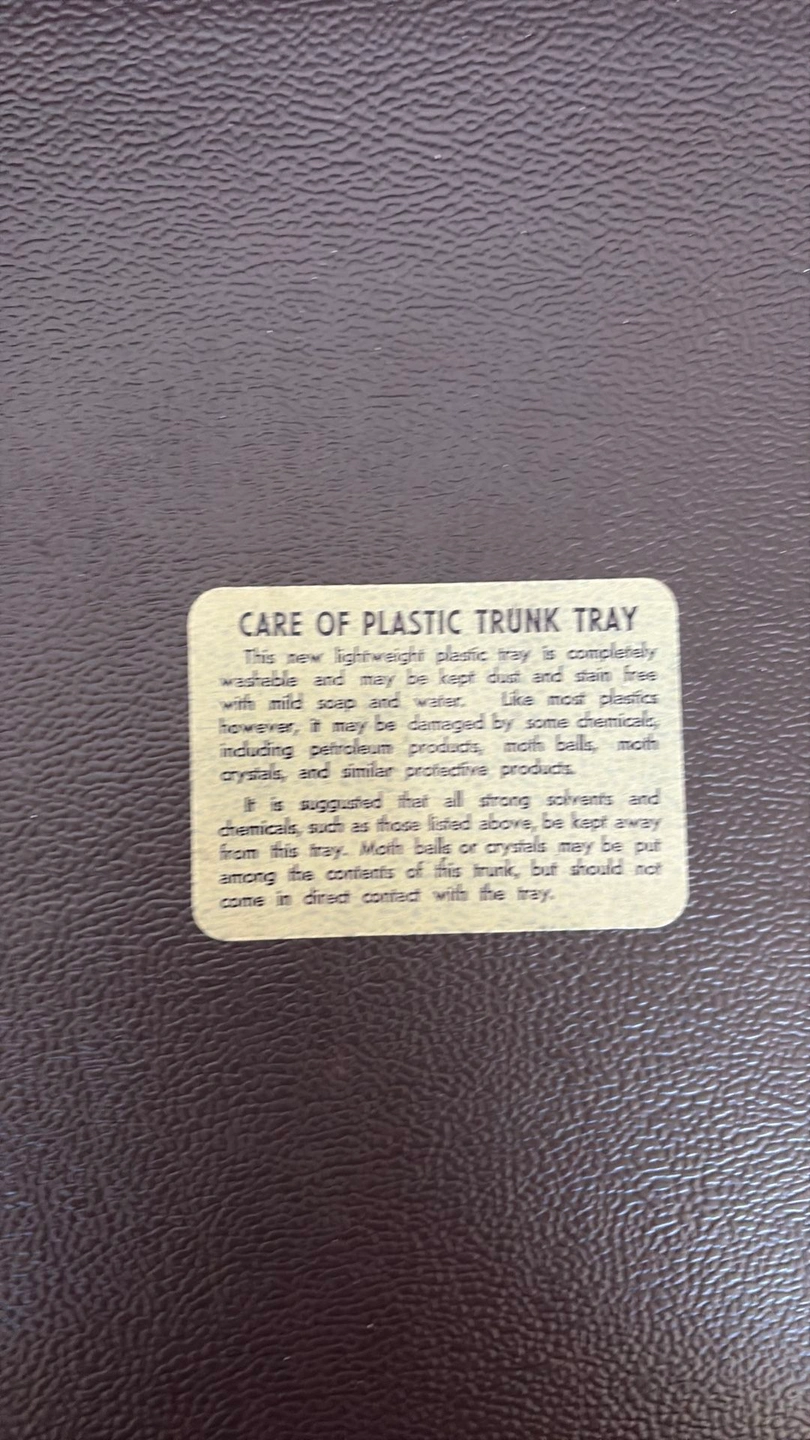 CARE OF PLASTIC TRUNK TRAY
This new lightweight plastic tray is completely
washable and may be kept dust and stain free
with mild soap and water. Like most plastics
however, it may be damaged by some chemicals,
including petroleum products, moth balls, moth
crystals, and similar protective products.
It is suggusted that all strong solvents and
chemicals, such as those listed above, be kept away
from this tray. Moth balls or crystals may be put
among the contents of this trunk, but should not
come in direct contact with the tray.